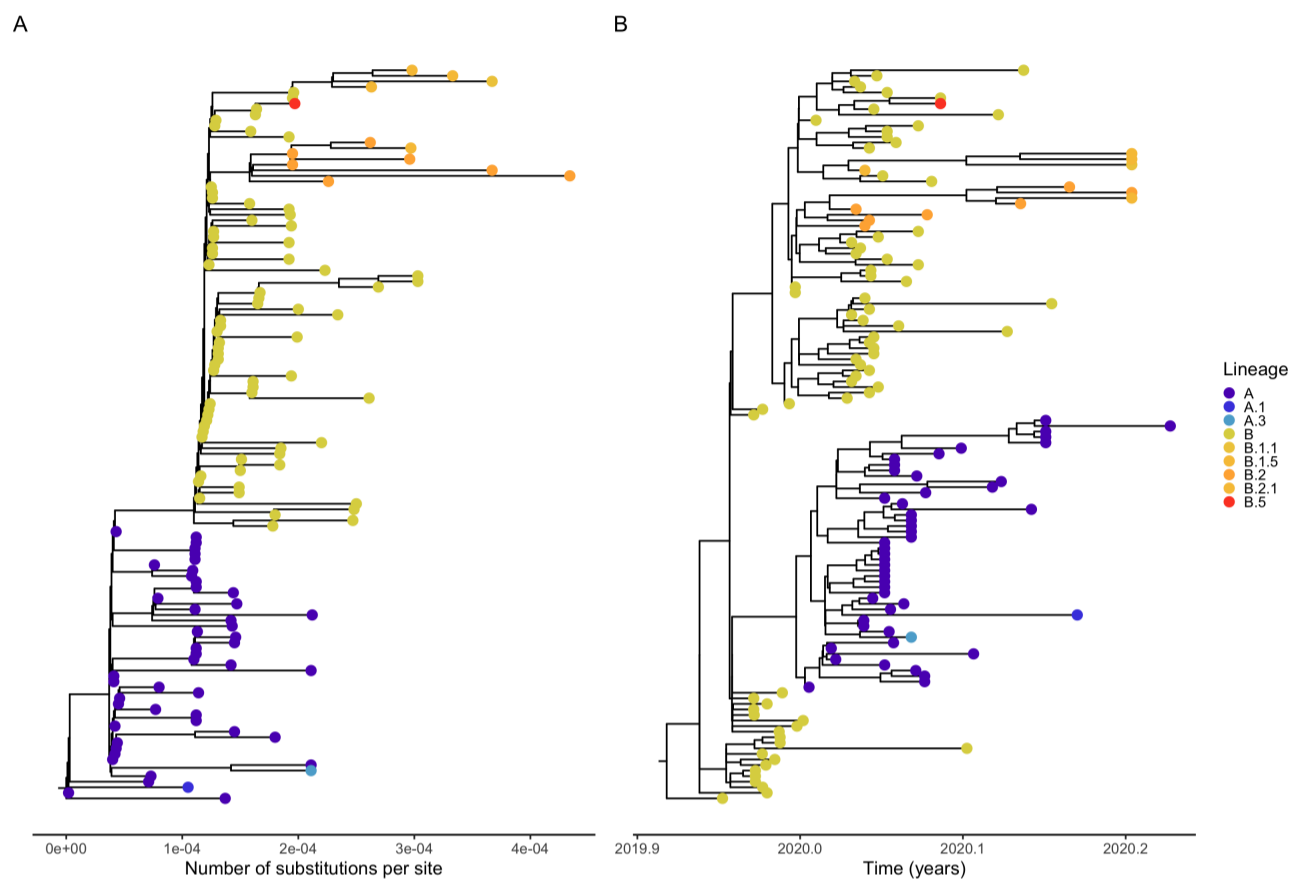 A
B
Lineage
A
A.1
A.3
B
B.1.1
B.1.5
B.2
B.2.1
B.5
0e+00 1e-04 2e-04 3e-04 4e-04
Number of substitutions per site
2019.9 2020.0 2020.1 2020.2
Time (years)